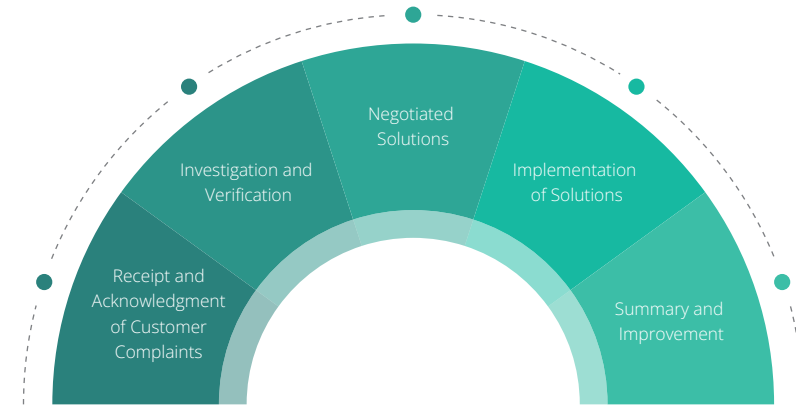 Receipt and
Acknowledgment
of Customer
Complaints
Investigation and
Verification
Negotiated
Solutions
Implementation
of Solutions
Summary and
Improvement